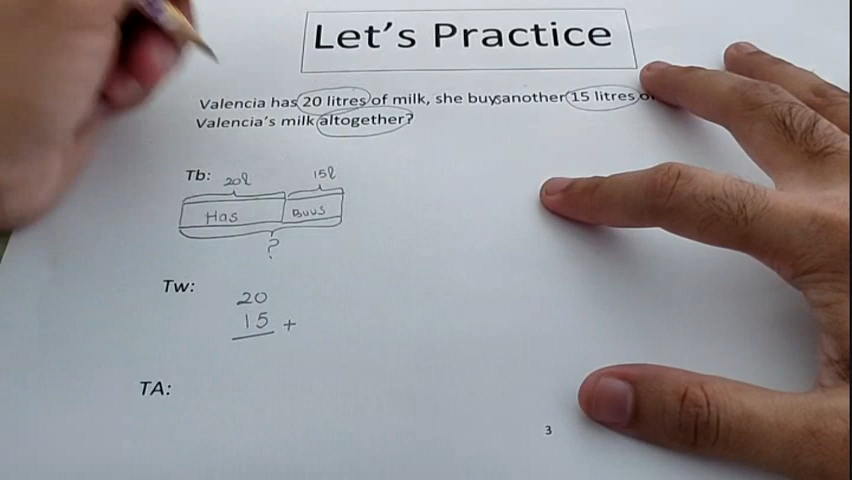 Let's Practice
Valencia has 20 litres of milk, she buys another 15 litres
Valencia's milk altogether?
Tb: 20l 15l
Has Buys
?
Tw:
20
15 +
TA:
3